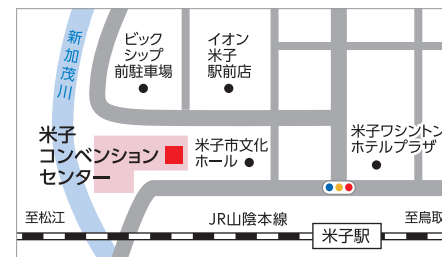 新加茂川
ビック
シップ
前駐車場
イオン
米子
駅前店
米子
コンベンション
センター
米子市文化
ホール
米子ワシントン
ホテルプラザ
至松江
JR山陰本線
米子駅
至鳥取